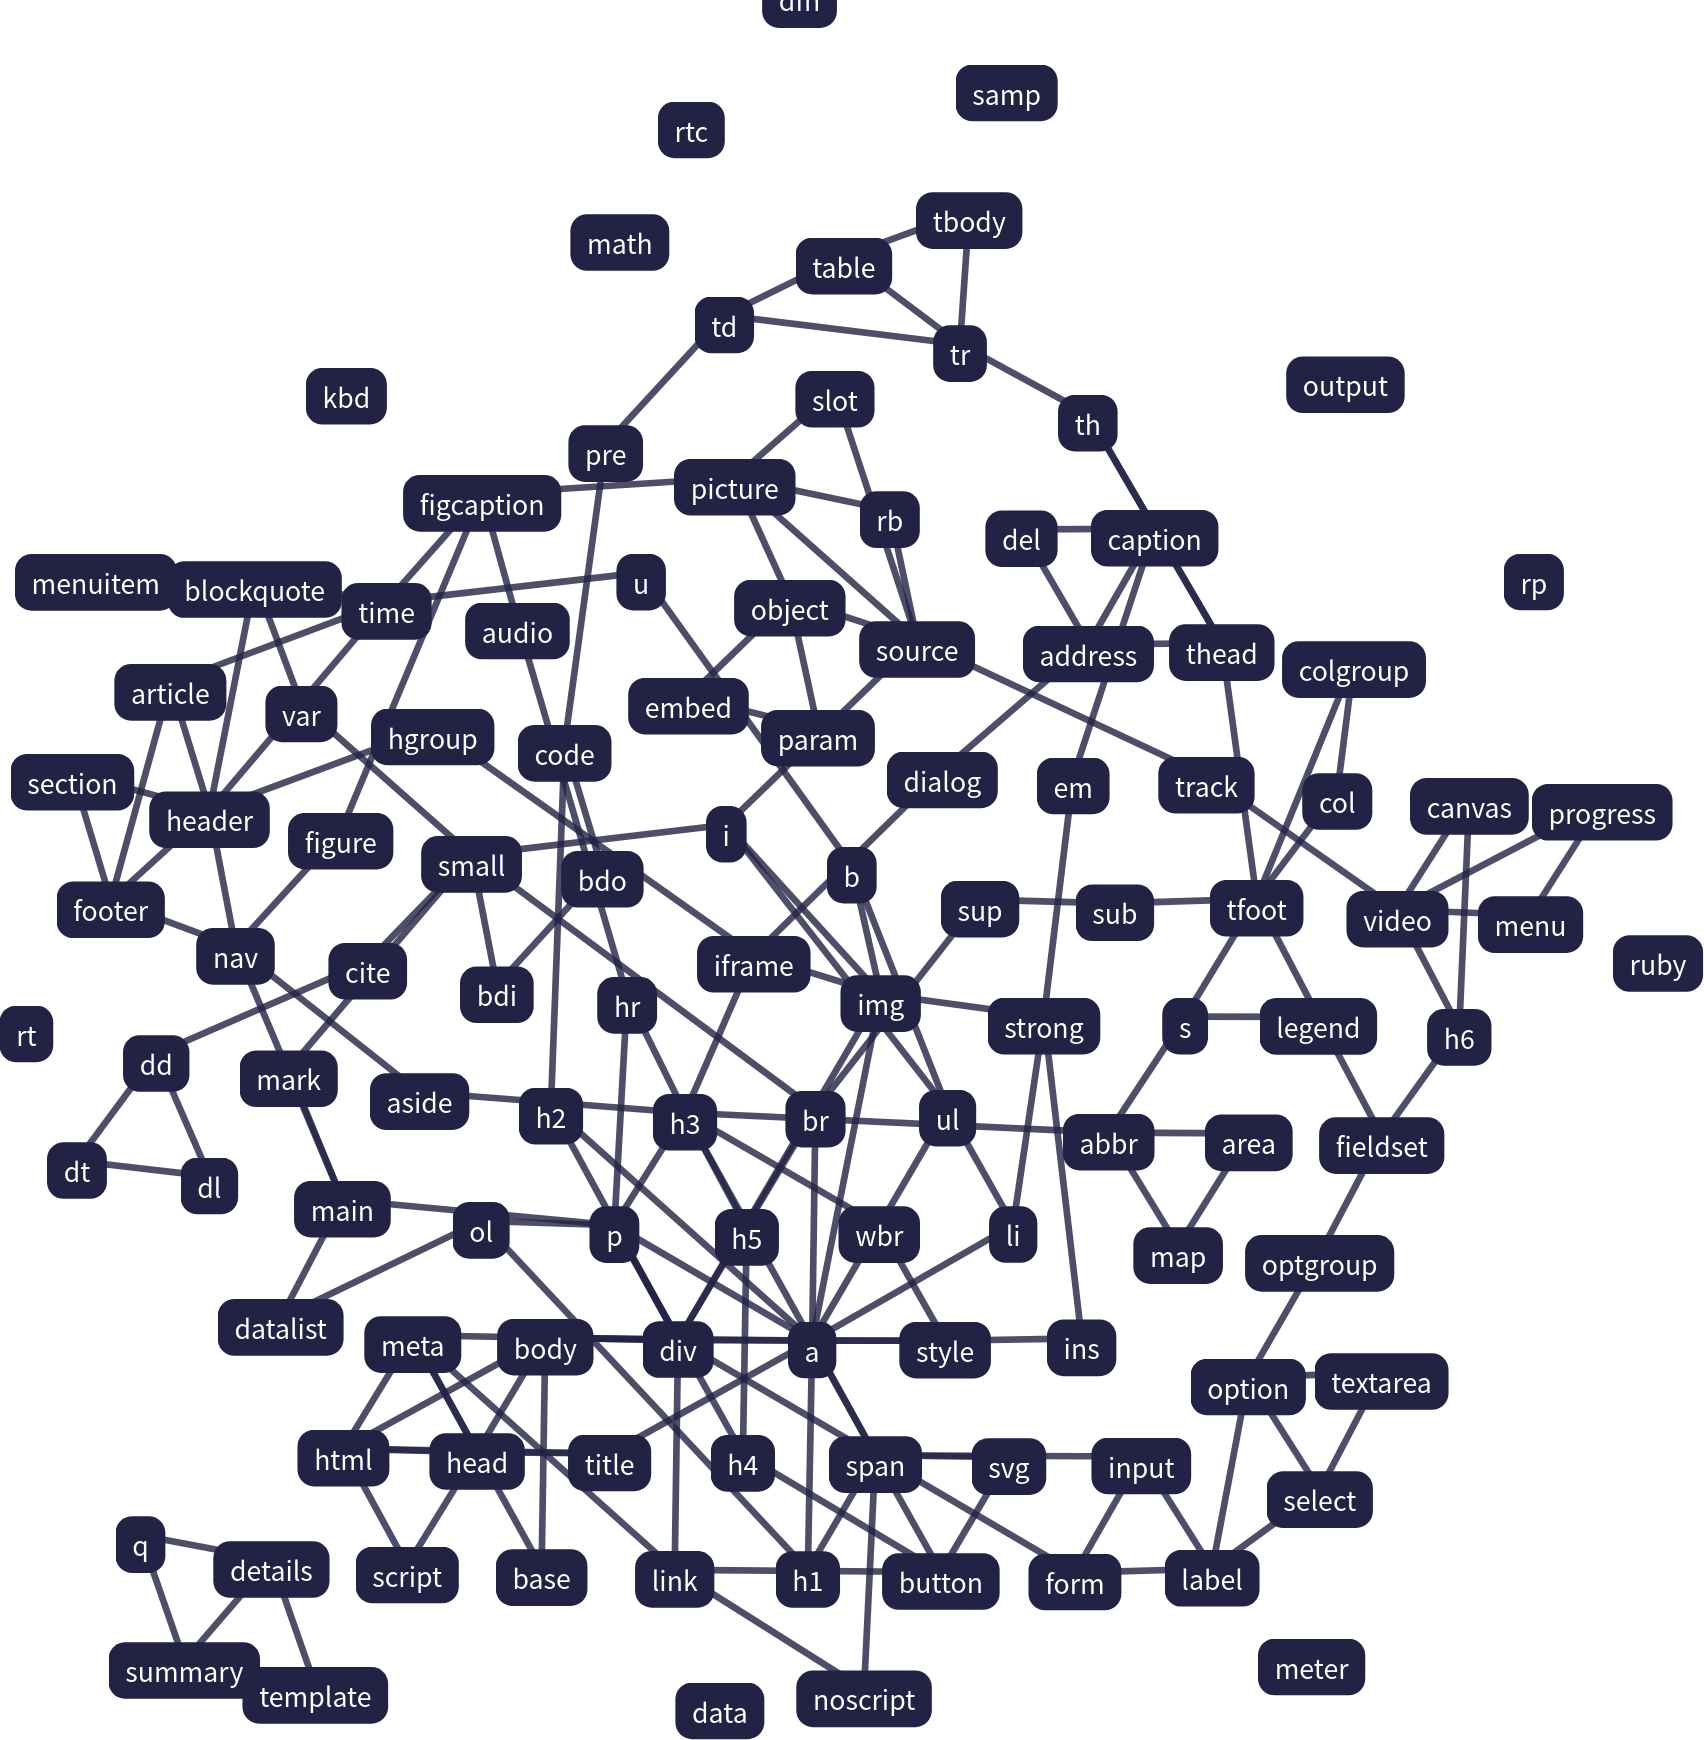 dfn
samp
rtc
tbody
math
table
td
tr
output
kbd
slot
th
pre
picture
figcaption
rb
del
caption
menuitem
blockquote
u
rp
time
object
audio
source
address
thead
colgroup
article
embed
var
hgroup
param
code
section
dialog
em
track
col
canvas
progress
header
i
figure
small
b
bdo
footer
sup
sub
tfoot
video
menu
nav
iframe
ruby
cite
bdi
img
hr
s
legend
strong
rt
h6
dd
mark
aside
h2
br
ul
h3
abbr
area
fieldset
dt
dl
main
ol
p
wbr
li
h5
map
optgroup
datalist
meta
body
div
a
style
ins
textarea
option
html
head
title
h4
span
svg
input
select
q
details
script
base
link
h1
button
form
label
meter
summary
template
noscript
data